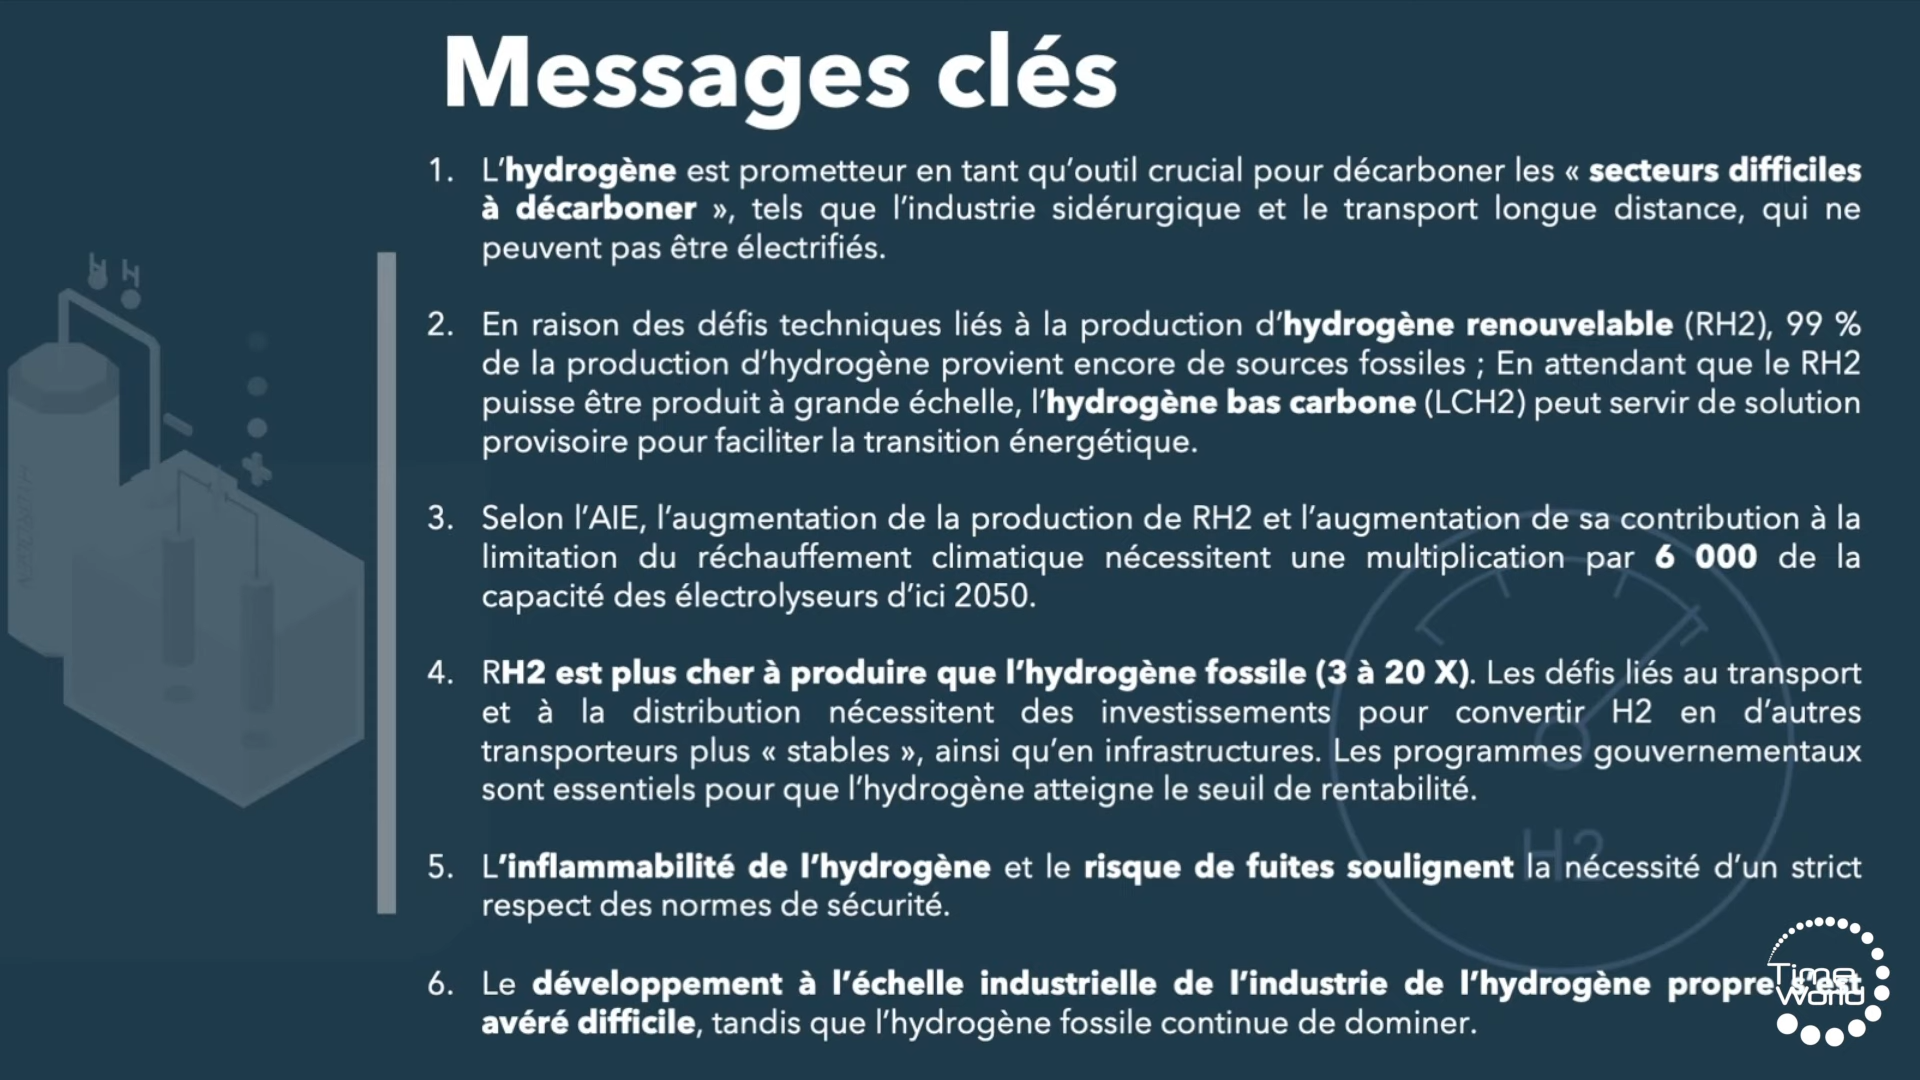 Messages clés
1. L’hydrogène est prometteur en tant qu’outil crucial pour décarboner les « secteurs difficiles
à décarboner », tels que l’industrie sidérurgique et le transport longue distance, qui ne
peuvent pas être électrifiés.
2. En raison des défis techniques liés à la production d’hydrogène renouvelable (RH2), 99 %
de la production d’hydrogène provient encore de sources fossiles ; En attendant que le RH2
puisse être produit à grande échelle, l’hydrogène bas carbone (LCH2) peut servir de solution
provisoire pour faciliter la transition énergétique.
3. Selon l’AIE, l’augmentation de la production de RH2 et l’augmentation de sa contribution à la
limitation du réchauffement climatique nécessitent une multiplication par 6 000 de la
capacité des électrolyseurs d’ici 2050.
4. RH2 est plus cher à produire que l’hydrogène fossile (3 à 20 X). Les défis liés au transport
et à la distribution nécessitent des investissements pour convertir H2 en d’autres
transporteurs plus « stables », ainsi qu’en infrastructures. Les programmes gouvernementaux
sont essentiels pour que l’hydrogène atteigne le seuil de rentabilité.
5. L’inflammabilité de l’hydrogène et le risque de fuites soulignent la nécessité d’un strict
respect des normes de sécurité.
6. Le développement à l’échelle industrielle de l’industrie de l’hydrogène propre s’est
avéré difficile, tandis que l’hydrogène fossile continue de dominer.
H H
H2
Time
World